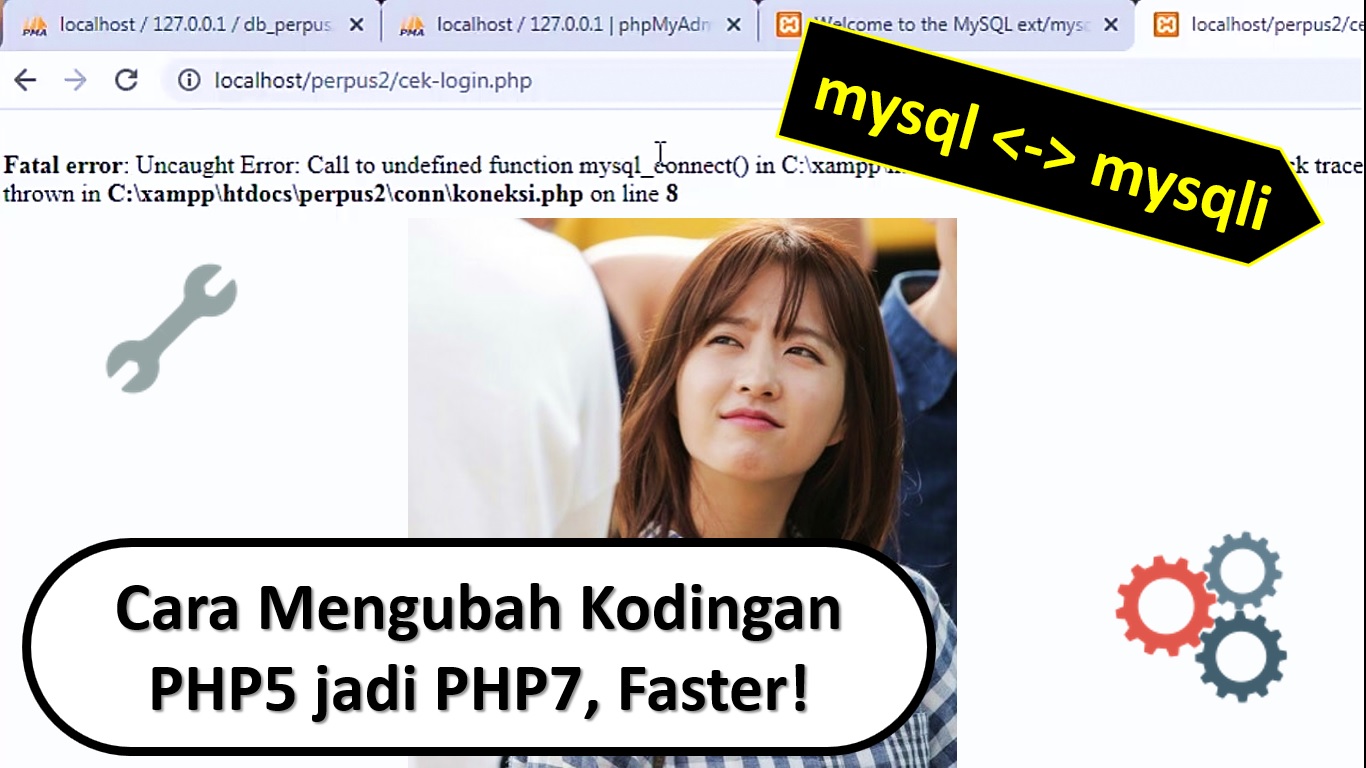 localhost / 127.0.0.1 / db_perpus
localhost / 127.0.0.1 | phpMyAdm
Welcome to the MySQL ext/mysq
localhost/perpus2/ce
localhost/perpus2/cek-login.php
mysql <-> mysqli
Fatal error: Uncaught Error: Call to undefined function mysql_connect() in C:\xampp\ k trace
thrown in C:\xampp\htdocs\perpus2\conn\koneksi.php on line 8
Cara Mengubah Kodingan
PHP5 jadi PHP7, Faster!